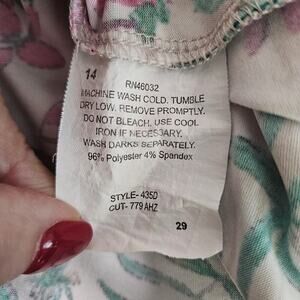 14
RN46032
MACHINE WASH COLD. TUMBLE
DRY LOW. REMOVE PROMPTLY.
DO NOT BLEACH. USE COOL
IRON IF NECESSARY.
WASH DARKS SEPARATELY.
96% Polyester 4% Spandex
STYLE- 435D
CUT- 779 AHZ
29